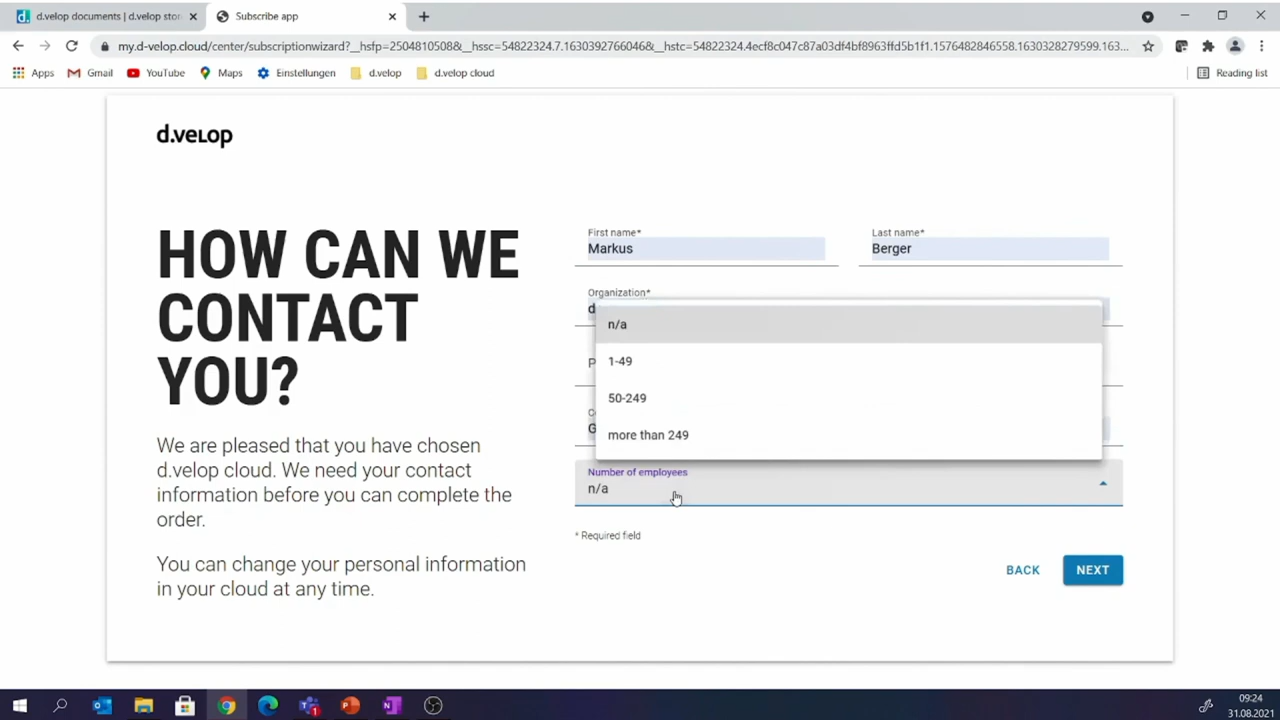 d.velop documents | d.velop stor
Subscribe app
my.d-velop.cloud/center/subscriptionwizard?__hsfp=2504810508&__hssc=54822324.7.1630392766046&__hstc=54822324.4ecf8c047c87a03df4bf8963ffd5b1f1.1576482846558.1630328279599.163...
Apps
Gmail
YouTube
Maps
Einstellungen
d.velop
d.velop cloud
Reading list
d.velop
HOW CAN WE
CONTACT
YOU?
We are pleased that you have chosen
d.velop cloud. We need your contact
information before you can complete the
order.
You can change your personal information
in your cloud at any time.
First name*
Markus
Last name*
Berger
Organization*
d
n/a
1-49
50-249
more than 249
P
C
G
Number of employees
n/a
* Required field
BACK
NEXT
09:24
31.08.2021